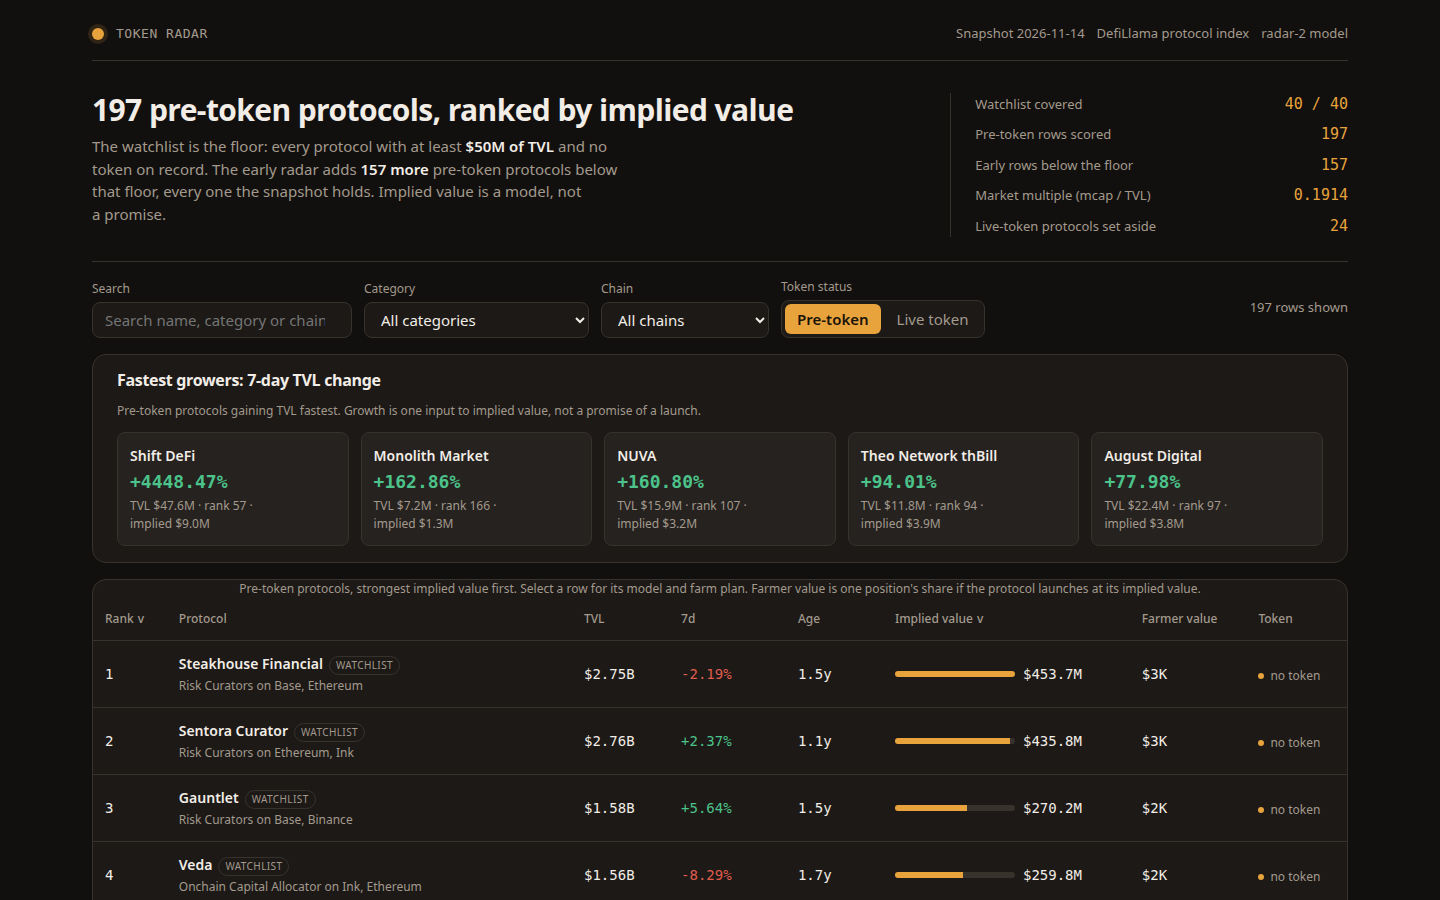 TOKEN RADAR
Snapshot 2026-11-14 DefiLlama protocol index radar-2 model
197 pre-token protocols, ranked by implied value
The watchlist is the floor: every protocol with at least $50M of TVL and no
token on record. The early radar adds 157 more pre-token protocols below
that floor, every one the snapshot holds. Implied value is a model, not
a promise.
Watchlist covered 40 / 40
Pre-token rows scored 197
Early rows below the floor 157
Market multiple (mcap / TVL) 0.1914
Live-token protocols set aside 24
Search Category Chain Token status
Search name, category or chain All categories All chains Pre-token Live token
197 rows shown
Fastest growers: 7-day TVL change
Pre-token protocols gaining TVL fastest. Growth is one input to implied value, not a promise of a launch.
Shift DeFi
+4448.47%
TVL $47.6M · rank 57 ·
implied $9.0M
Monolith Market
+162.86%
TVL $7.2M · rank 166 ·
implied $1.3M
NUVA
+160.80%
TVL $15.9M · rank 107 ·
implied $3.2M
Theo Network thBill
+94.01%
TVL $11.8M · rank 94 ·
implied $3.9M
August Digital
+77.98%
TVL $22.4M · rank 97 ·
implied $3.8M
Pre-token protocols, strongest implied value first. Select a row for its model and farm plan. Farmer value is one position's share if the protocol launches at its implied value.
Rank v Protocol TVL 7d Age Implied value v Farmer value Token
1 Steakhouse Financial WATCHLIST $2.75B -2.19% 1.5y $453.7M $3K no token
Risk Curators on Base, Ethereum
2 Sentora Curator WATCHLIST $2.76B +2.37% 1.1y $435.8M $3K no token
Risk Curators on Ethereum, Ink
3 Gauntlet WATCHLIST $1.58B +5.64% 1.5y $270.2M $2K no token
Risk Curators on Base, Binance
4 Veda WATCHLIST $1.56B -8.29% 1.7y $259.8M $2K no token
Onchain Capital Allocator on Ink, Ethereum